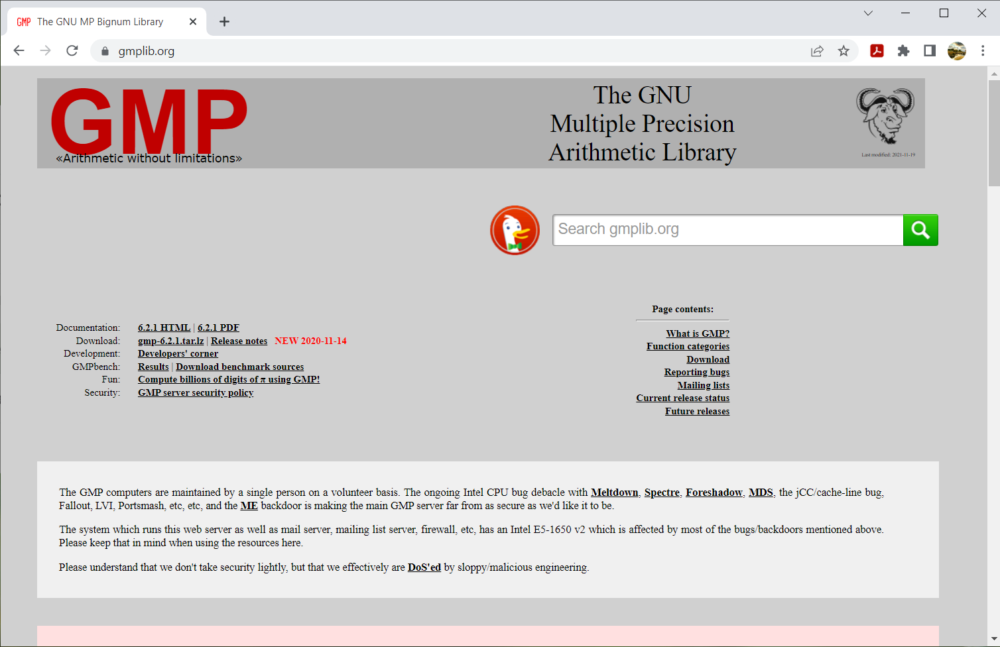 GMP The GNU MP Bignum Library
gmplib.org
GMP
«Arithmetic without limitations»
The GNU
Multiple Precision
Arithmetic Library
Last modified: 2021-11-19
Search gmplib.org
Documentation: 6.2.1 HTML | 6.2.1 PDF
Download: gmp-6.2.1.tar.lz | Release notes NEW 2020-11-14
Development: Developers' corner
GMPbench: Results | Download benchmark sources
Fun: Compute billions of digits of π using GMP!
Security: GMP server security policy
Page contents:
What is GMP?
Function categories
Download
Reporting bugs
Mailing lists
Current release status
Future releases
The GMP computers are maintained by a single person on a volunteer basis. The ongoing Intel CPU bug debacle with Meltdown, Spectre, Foreshadow, MDS, the jCC/cache-line bug,
Fallout, LVI, Portsmash, etc, etc, and the ME backdoor is making the main GMP server far from as secure as we'd like it to be.
The system which runs this web server as well as mail server, mailing list server, firewall, etc, has an Intel E5-1650 v2 which is affected by most of the bugs/backdoors mentioned above.
Please keep that in mind when using the resources here.
Please understand that we don't take security lightly, but that we effectively are DoS'ed by sloppy/malicious engineering.